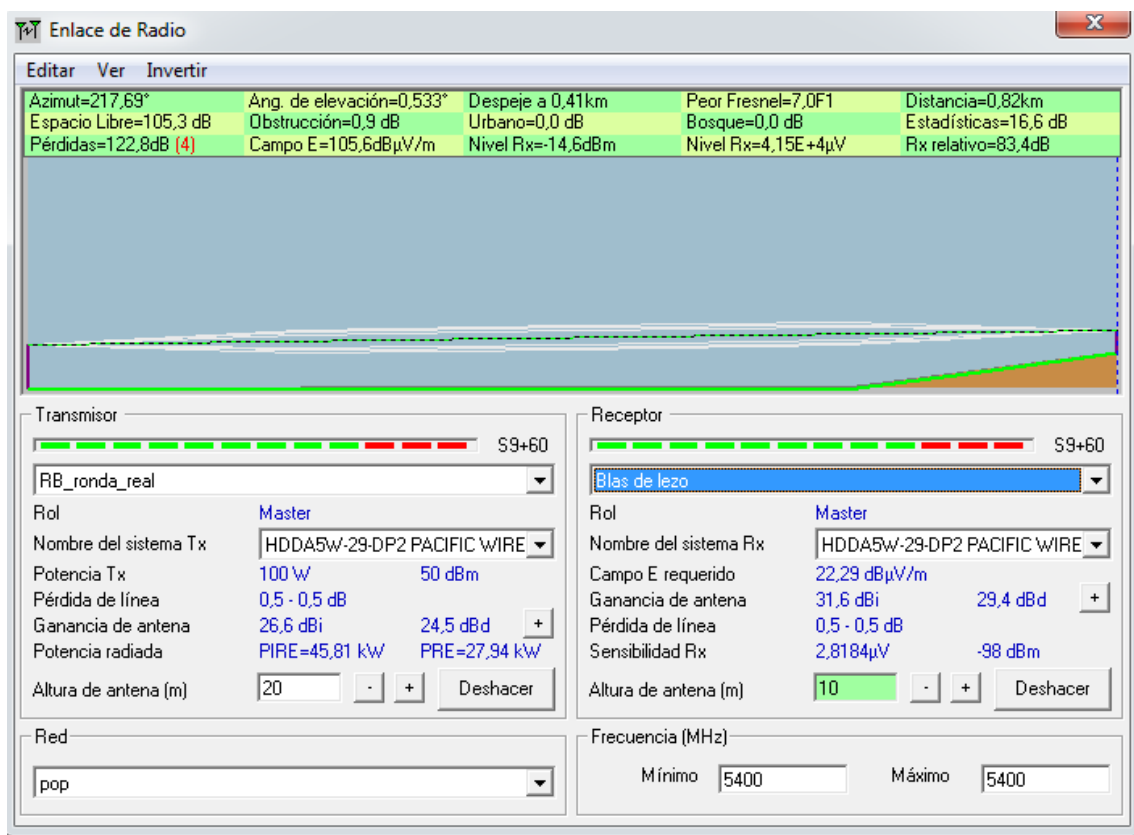 Enlace de Radio
Editar Ver Invertir
Azimut=217,69° Ang. de elevación=0,533° Despeje a 0,41km Peor Fresnel=7,0F1 Distancia=0,82km
Espacio Libre=105,3 dB Obstrucción=0,9 dB Urbano=0,0 dB Bosque=0,0 dB Estadísticas=16,6 dB
Pérdidas=122,8dB (4) Campo E=105,6dBμV/m Nivel Rx=-14,6dBm Nivel Rx=4,15E+4μV Rx relativo=83,4dB
Transmisor
S9+60
RB_ronda_real
Rol Master
Nombre del sistema Tx HDDA5W-29-DP2 PACIFIC WIRE
Potencia Tx 100 W 50 dBm
Pérdida de línea 0,5 - 0,5 dB
Ganancia de antena 26,6 dBi 24,5 dBd +
Potencia radiada PIRE=45,81 kW PRE=27,94 kW
Altura de antena (m) 20 - + Deshacer
Receptor
S9+60
Blas de lezo
Rol Master
Nombre del sistema Rx HDDA5W-29-DP2 PACIFIC WIRE
Campo E requerido 22,29 dBμV/m
Ganancia de antena 31,6 dBi 29,4 dBd +
Pérdida de línea 0,5 - 0,5 dB
Sensibilidad Rx 2,8184μV -98 dBm
Altura de antena (m) 10 - + Deshacer
Red
pop
Frecuencia (MHz)
Mínimo 5400 Máximo 5400